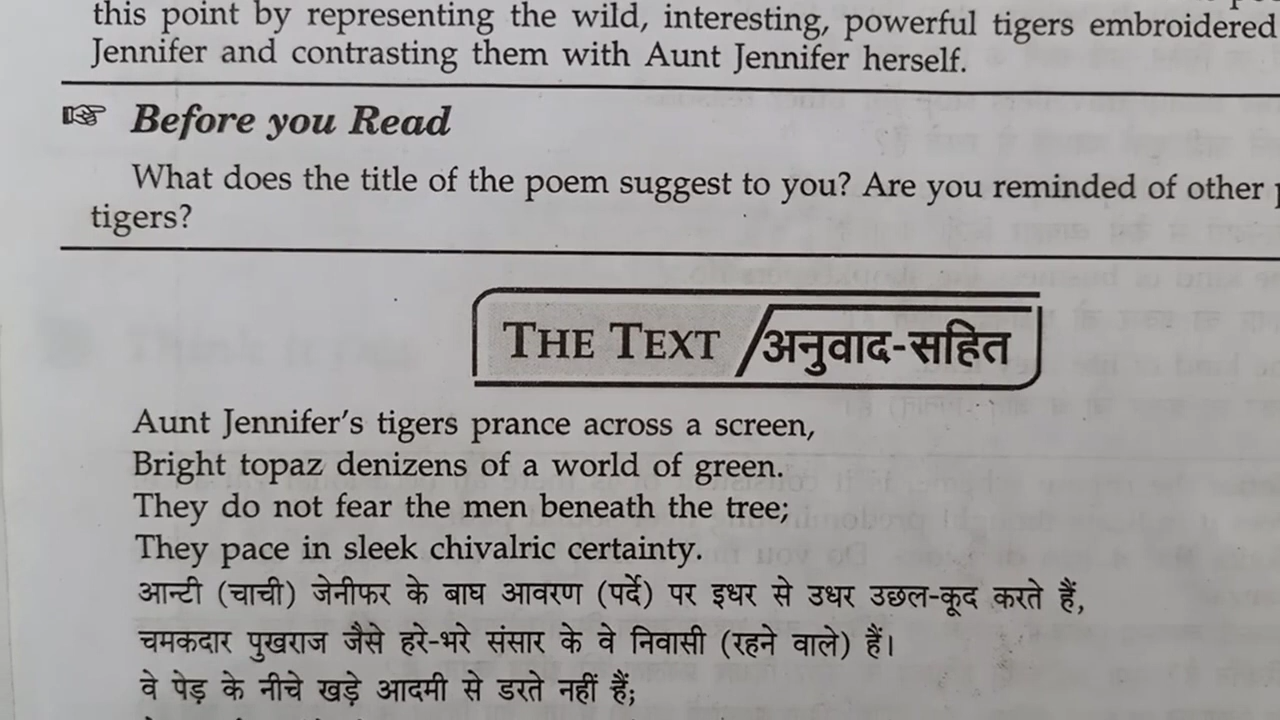 this point by representing the wild, interesting, powerful tigers embroidered
Jennifer and contrasting them with Aunt Jennifer herself.
Before you Read
What does the title of the poem suggest to you? Are you reminded of other
tigers?
THE TEXT / अनुवाद-सहित
Aunt Jennifer's tigers prance across a screen,
Bright topaz denizens of a world of green.
They do not fear the men beneath the tree;
They pace in sleek chivalric certainty.
आन्टी (चाची) जेनीफर के बाघ आवरण (पर्दे) पर इधर से उधर उछल-कूद करते हैं,
चमकदार पुखराज जैसे हरे-भरे संसार के वे निवासी (रहने वाले) हैं।
वे पेड़ के नीचे खड़े आदमी से डरते नहीं हैं;